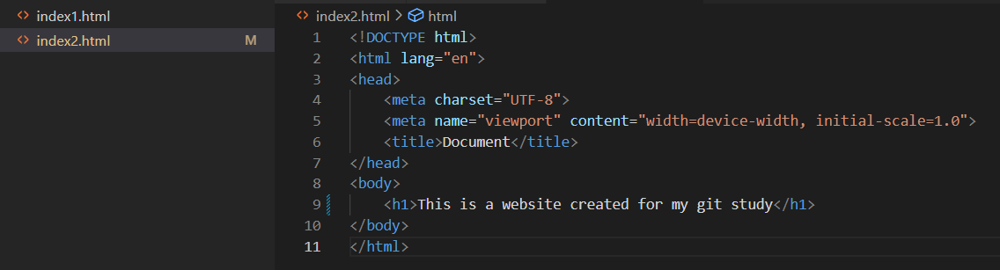 index1.html
index2.html M
index2.html > html
1 <!DOCTYPE html>
2 <html lang="en">
3 <head>
4     <meta charset="UTF-8">
5     <meta name="viewport" content="width=device-width, initial-scale=1.0">
6     <title>Document</title>
7 </head>
8 <body>
9     <h1>This is a website created for my git study</h1>
10 </body>
11 </html>